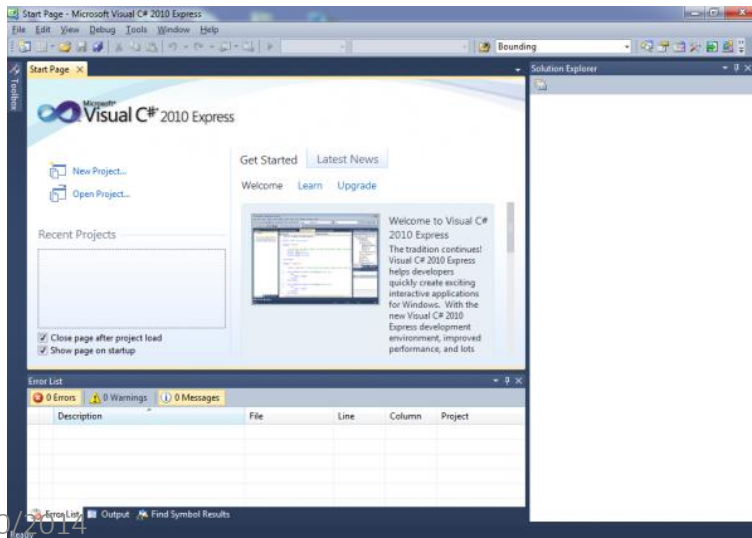 Start Page - Microsoft Visual C# 2010 Express
File Edit View Debug Tools Window Help
Bounding
Toolbox
Start Page
Solution Explorer
Microsoft
Visual C# 2010 Express
New Project...
Open Project...
Recent Projects
Close page after project load
Show page on startup
Get Started Latest News
Welcome Learn Upgrade
Welcome to Visual C#
2010 Express
The tradition continues!
Visual C# 2010 Express
helps developers
quickly create exciting
interactive applications
for Windows. With the
new Visual C# 2010
Express development
environment, improved
performance, and lots
Error List
0 Errors 0 Warnings 0 Messages
Description File Line Column Project
Error List Output Find Symbol Results
0/2014
Ready